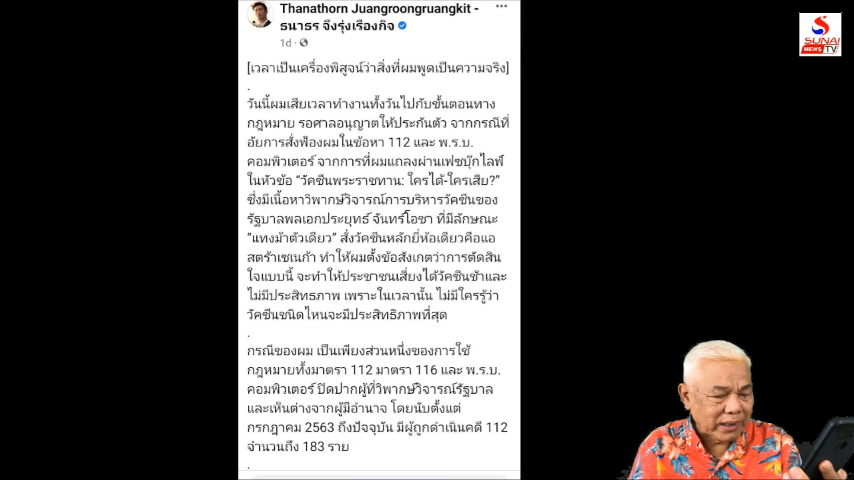 Thanathorn Juangroongruangkit -
ธนาธร จึงรุ่งเรืองกิจ
1d
SUNAI
NEWS TV
[เวลาเป็นเครื่องพิสูจน์ว่าสิ่งที่ผมพูดเป็นความจริง]
.
วันนี้ผมเสียเวลาทำงานทั้งวันไปกับขั้นตอนทาง
กฎหมาย รอศาลอนุญาตให้ประกันตัว จากกรณีที่
อัยการสั่งฟ้องผมในข้อหา 112 และ พ.ร.บ.
คอมพิวเตอร์ จากการที่ผมแถลงผ่านเฟซบุ๊กไลฟ์
ในหัวข้อ “วัคซีนพระราชทาน: ใครได้-ใครเสีย?”
ซึ่งมีเนื้อหาวิพากษ์วิจารณ์การบริหารวัคซีนของ
รัฐบาลพลเอกประยุทธ์ จันทร์โอชา ที่มีลักษณะ
“แทงม้าตัวเดียว” สั่งวัคซีนหลักยี่ห้อเดียวคือแอ
สตร้าเซเนก้า ทำให้ผมตั้งข้อสังเกตว่าการตัดสิน
ใจแบบนี้ จะทำให้ประชาชนเสี่ยงได้วัคซีนช้าและ
ไม่มีประสิทธิภาพ เพราะในเวลานั้น ไม่มีใครรู้ว่า
วัคซีนชนิดไหนจะมีประสิทธิภาพที่สุด
.
กรณีของผม เป็นเพียงส่วนหนึ่งของการใช้
กฎหมายทั้งมาตรา 112 มาตรา 116 และ พ.ร.บ.
คอมพิวเตอร์ ปิดปากผู้ที่วิพากษ์วิจารณ์รัฐบาล
และเห็นต่างจากผู้มีอำนาจ โดยนับตั้งแต่
กรกฎาคม 2563 ถึงปัจจุบัน มีผู้ถูกดำเนินคดี 112
จำนวนถึง 183 ราย
.